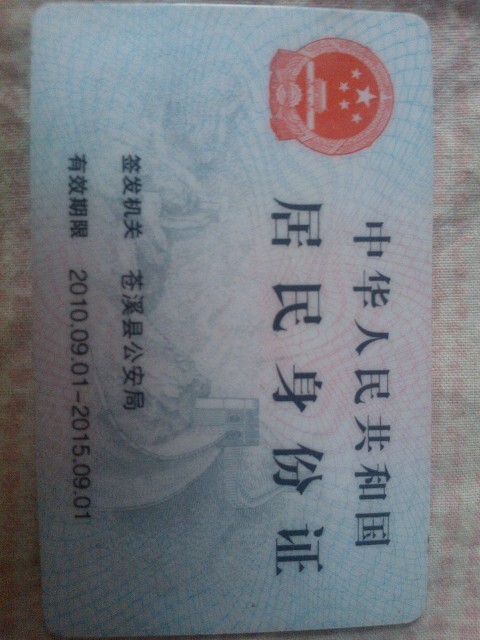 中华人民共和国
居民身份证
签发机关 苍溪县公安局
有效期限 2010.09.01-2015.09.01